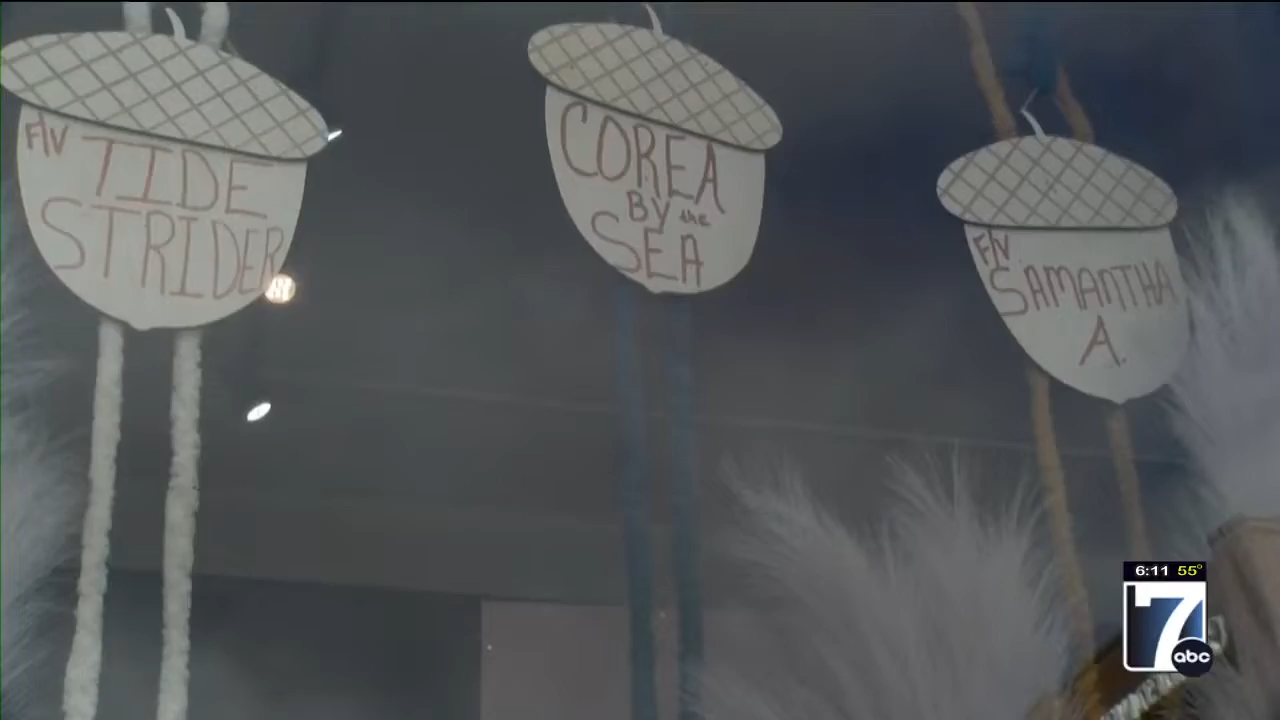 F/V TIDE
STRIDER
COREA
BY the
SEA
F/V
SAMANTHA
A.
6:11 55°
7
abc